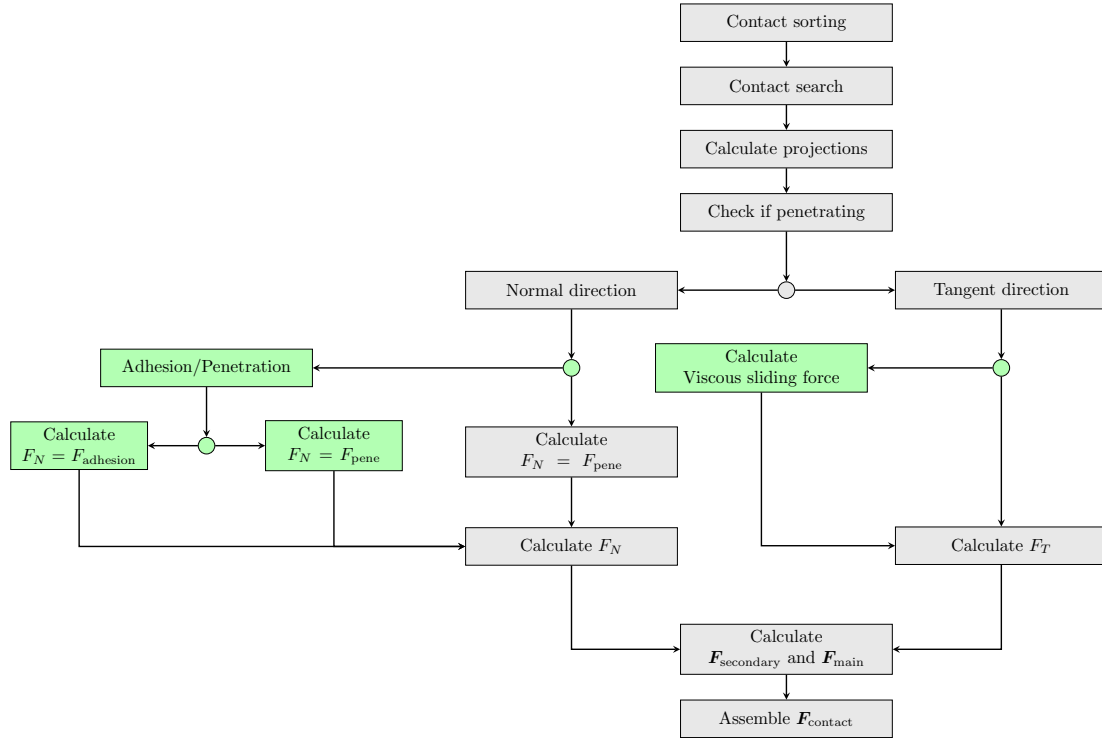 Contact sorting
Contact search
Calculate projections
Check if penetrating
Normal direction
Tangent direction
Adhesion/Penetration
Calculate
Viscous sliding force
Calculate
F_N = F_adhesion
Calculate
F_N = F_pene
Calculate
F_N = F_pene
Calculate F_N
Calculate F_T
Calculate
F_secondary and F_main
Assemble F_contact